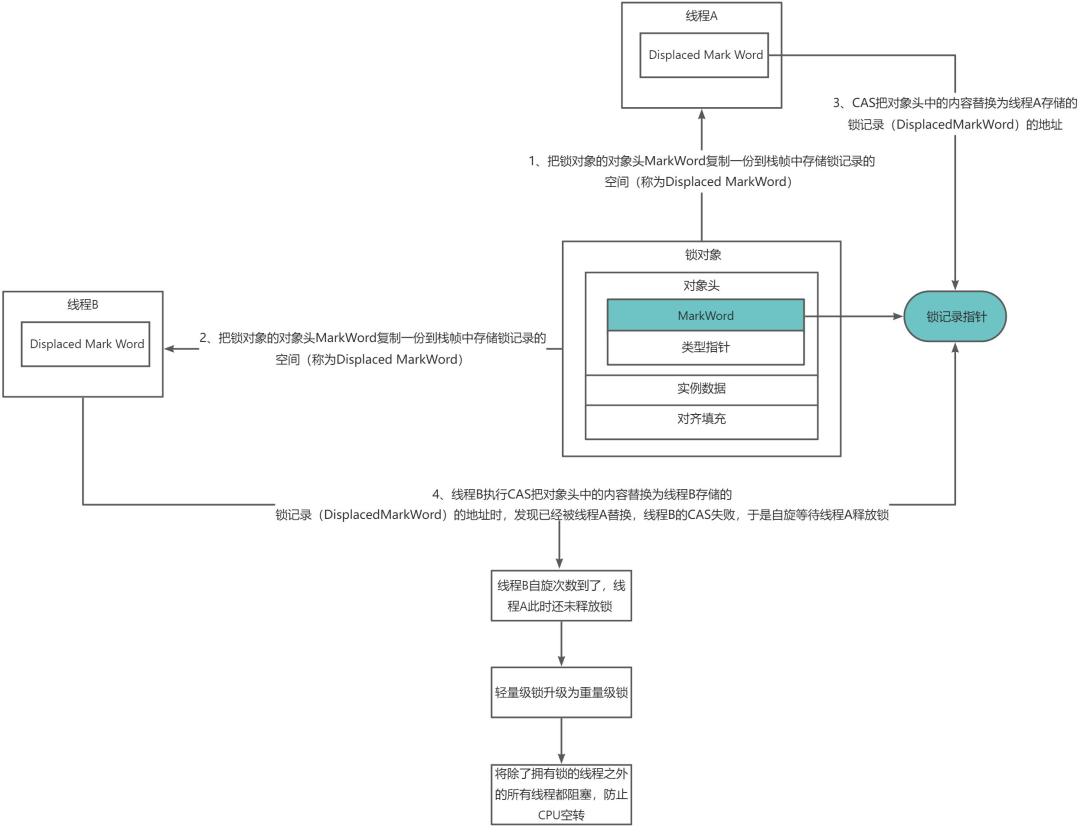 线程A
Displaced Mark Word
3、CAS把对象头中的内容替换为线程A存储的
锁记录（DisplacedMarkWord）的地址
1、把锁对象的对象头MarkWord复制一份到栈帧中存储锁记录的
空间（称为Displaced MarkWord）
锁对象
对象头
MarkWord
类型指针
实例数据
对齐填充
锁记录指针
线程B
Displaced Mark Word
2、把锁对象的对象头MarkWord复制一份到栈帧中存储锁记录的
空间（称为Displaced MarkWord）
4、线程B执行CAS把对象头中的内容替换为线程B存储的
锁记录（DisplacedMarkWord）的地址时，发现已经被线程A替换，线程B的CAS失败，于是自旋等待线程A释放锁
线程B自旋次数到了，线
程A此时还未释放锁
轻量级锁升级为重量级锁
将除了拥有锁的线程之外
的所有线程都阻塞，防止
CPU空转